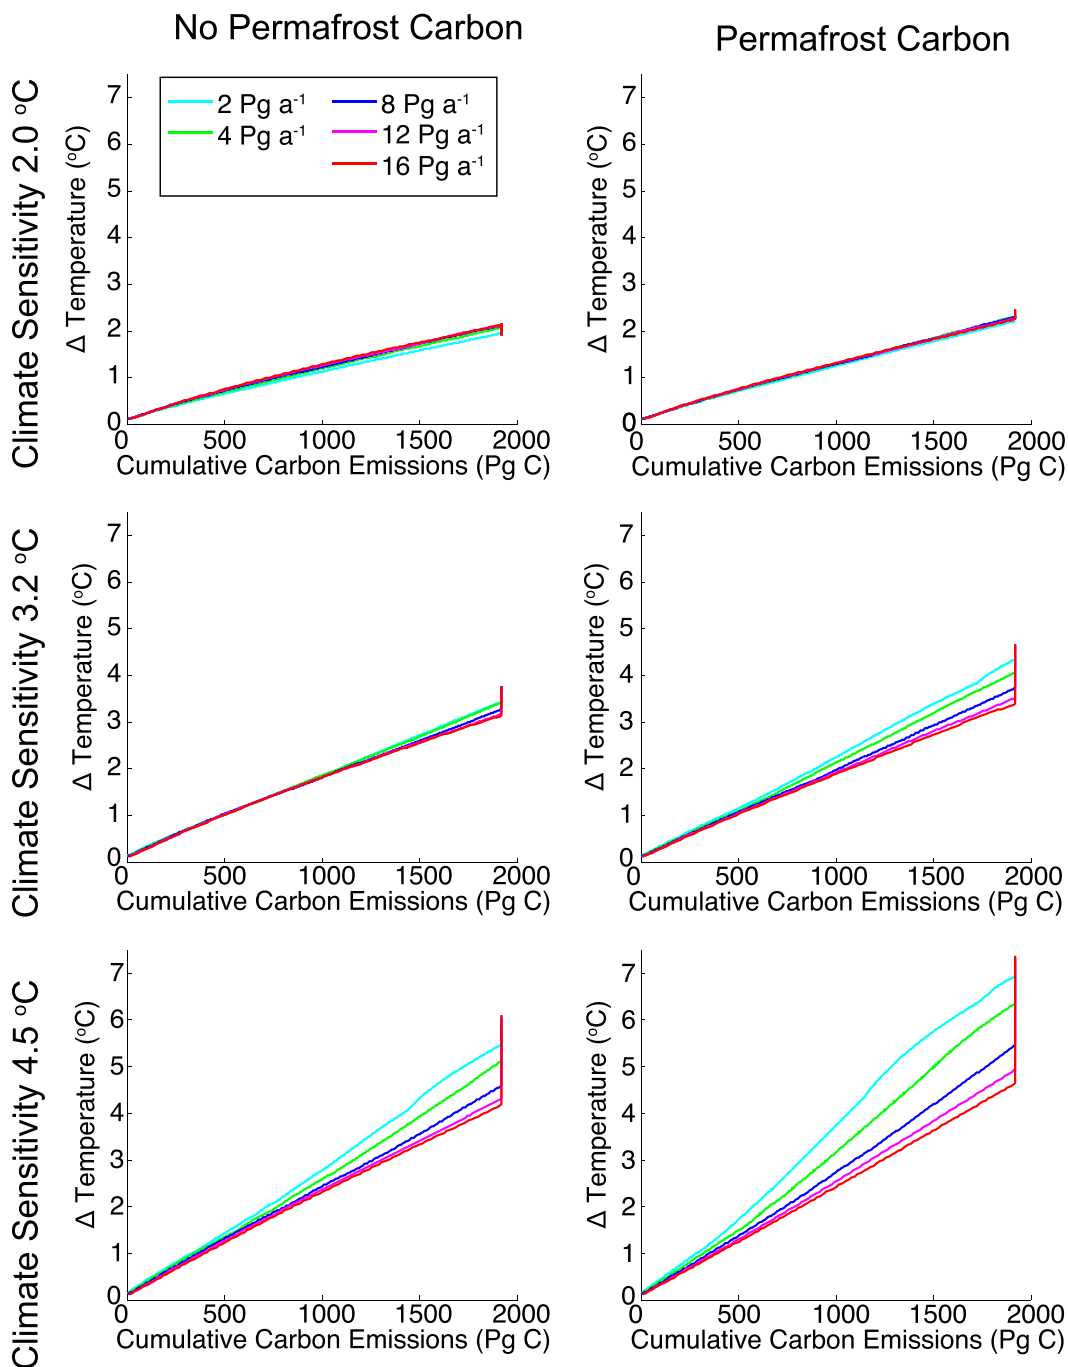 No Permafrost Carbon
Permafrost Carbon
Climate Sensitivity 2.0 °C
Δ Temperature (°C)
7
6
5
4
3
2
1
0
2 Pg a⁻¹
4 Pg a⁻¹
8 Pg a⁻¹
12 Pg a⁻¹
16 Pg a⁻¹
0 500 1000 1500 2000
Cumulative Carbon Emissions (Pg C)
Δ Temperature (°C)
7
6
5
4
3
2
1
0
0 500 1000 1500 2000
Cumulative Carbon Emissions (Pg C)
Climate Sensitivity 3.2 °C
Δ Temperature (°C)
7
6
5
4
3
2
1
0
0 500 1000 1500 2000
Cumulative Carbon Emissions (Pg C)
Δ Temperature (°C)
7
6
5
4
3
2
1
0
0 500 1000 1500 2000
Cumulative Carbon Emissions (Pg C)
Climate Sensitivity 4.5 °C
Δ Temperature (°C)
7
6
5
4
3
2
1
0
0 500 1000 1500 2000
Cumulative Carbon Emissions (Pg C)
Δ Temperature (°C)
7
6
5
4
3
2
1
0
0 500 1000 1500 2000
Cumulative Carbon Emissions (Pg C)